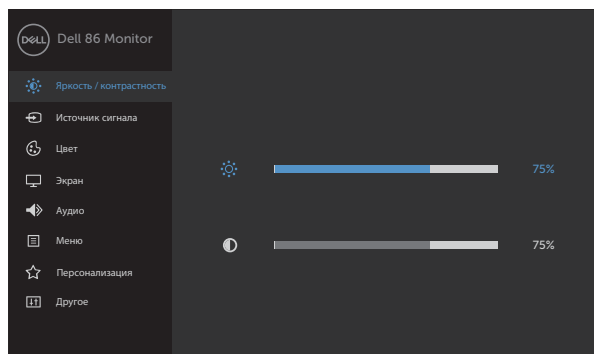 DELL
Dell 86 Monitor
Яркость / контрастность
Источник сигнала
Цвет
Экран
Аудио
Меню
Персонализация
Другое
75%
75%